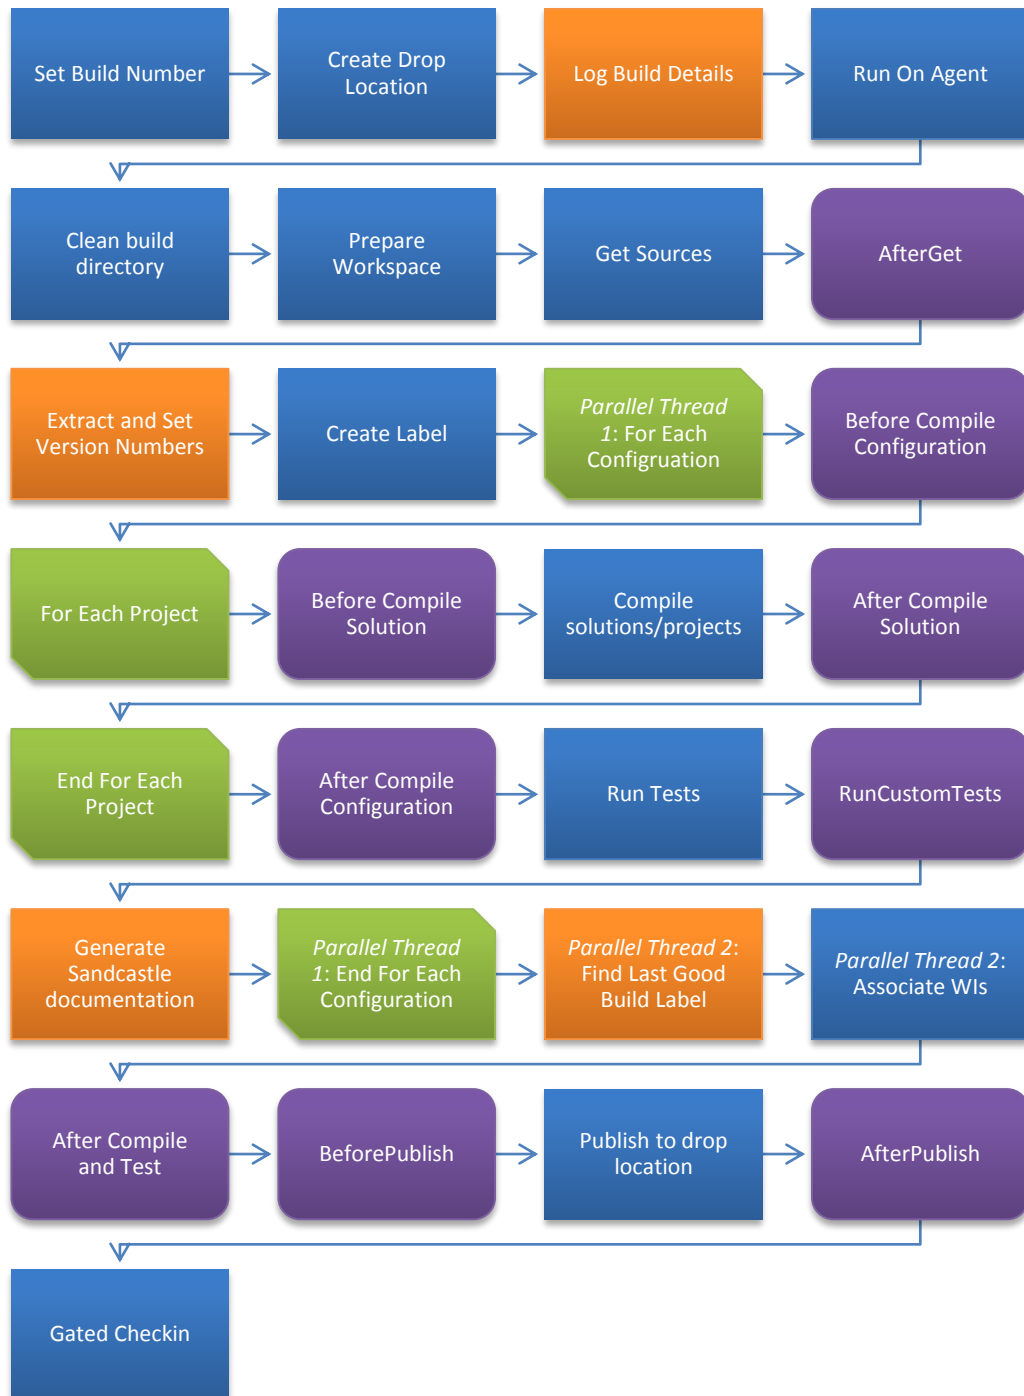 Set Build Number
Create Drop
Location
Log Build Details
Run On Agent
Clean build
directory
Prepare
Workspace
Get Sources
AfterGet
Extract and Set
Version Numbers
Create Label
Parallel Thread
1: For Each
Configruation
Before Compile
Configuration
For Each Project
Before Compile
Solution
Compile
solutions/projects
After Compile
Solution
End For Each
Project
After Compile
Configuration
Run Tests
RunCustomTests
Generate
Sandcastle
documentation
Parallel Thread
1: End For Each
Configuration
Parallel Thread 2:
Find Last Good
Build Label
Parallel Thread 2:
Associate WIs
After Compile
and Test
BeforePublish
Publish to drop
location
AfterPublish
Gated Checkin